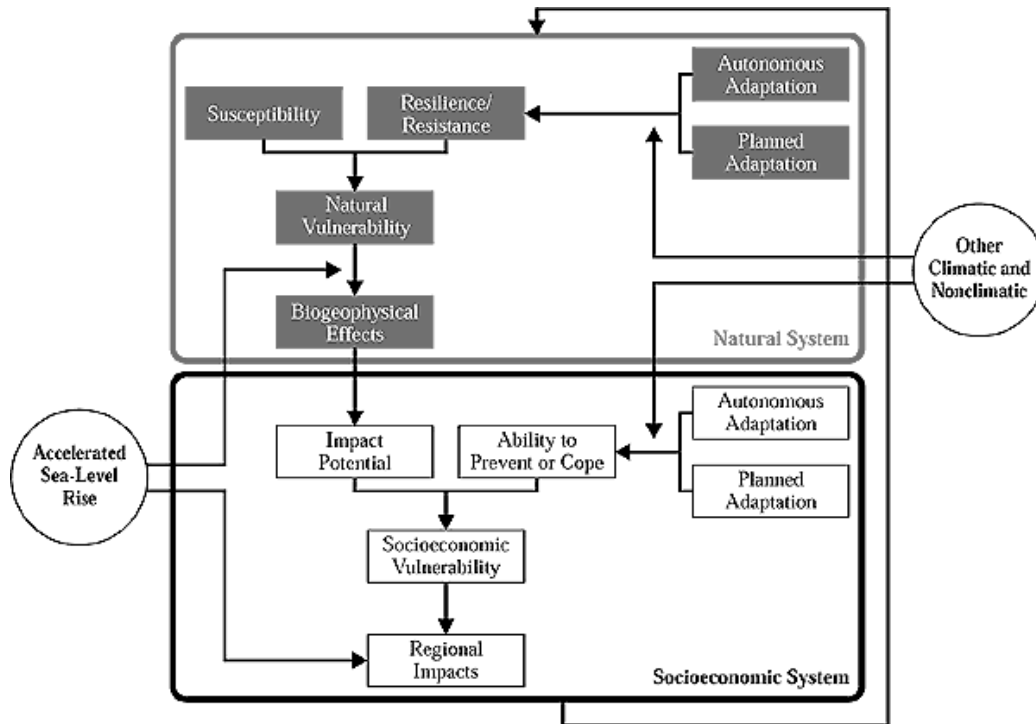 Autonomous
Adaptation
Susceptibility
Resilience/
Resistance
Planned
Adaptation
Natural
Vulnerability
Other
Climatic and
Nonclimatic
Biogeophysical
Effects
Natural System
Accelerated
Sea-Level
Rise
Impact
Potential
Ability to
Prevent or Cope
Autonomous
Adaptation
Planned
Adaptation
Socioeconomic
Vulnerability
Regional
Impacts
Socioeconomic System